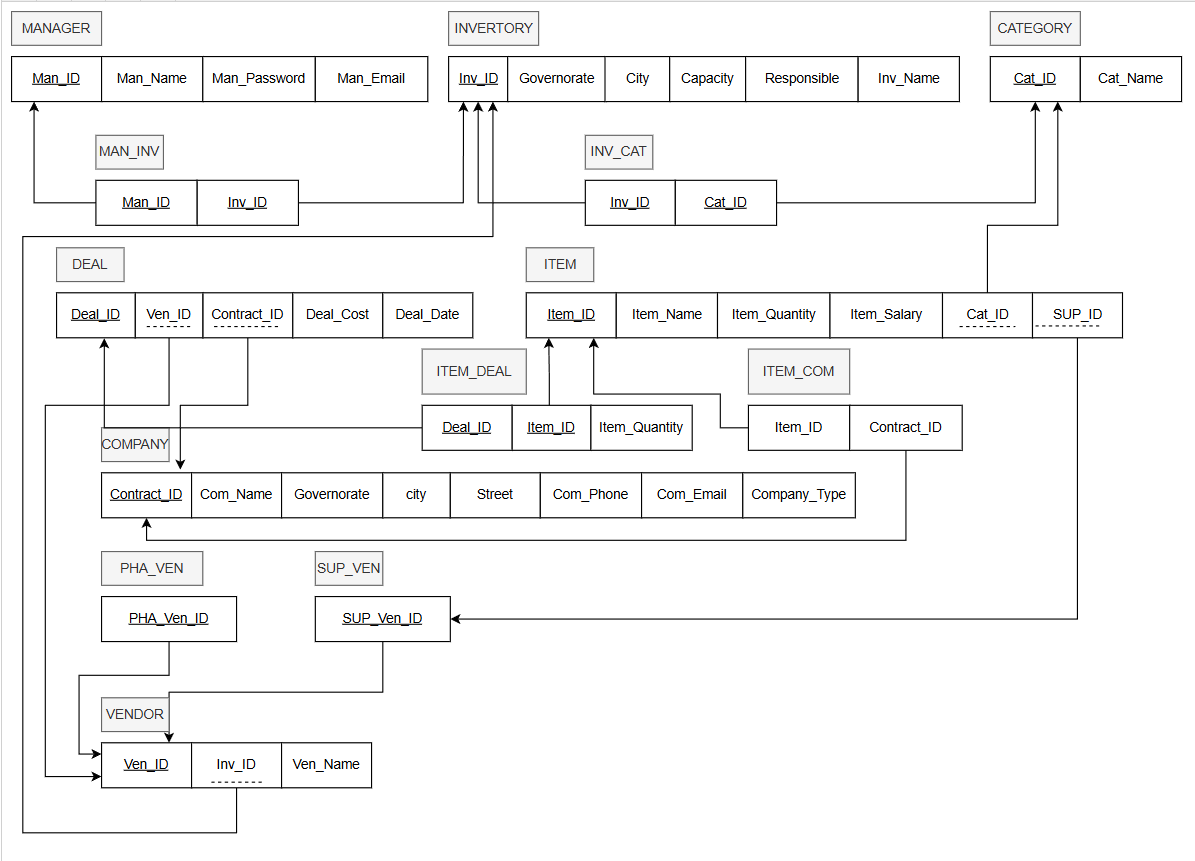 MANAGER INVERTORY CATEGORY
Man_ID Man_Name Man_Password Man_Email Inv_ID Governorate City Capacity Responsible Inv_Name Cat_ID Cat_Name
MAN_INV INV_CAT
Man_ID Inv_ID Inv_ID Cat_ID
DEAL ITEM
Deal_ID Ven_ID Contract_ID Deal_Cost Deal_Date Item_ID Item_Name Item_Quantity Item_Salary Cat_ID SUP_ID
ITEM_DEAL ITEM_COM
Deal_ID Item_ID Item_Quantity Item_ID Contract_ID
COMPANY
Contract_ID Com_Name Governorate city Street Com_Phone Com_Email Company_Type
PHA_VEN SUP_VEN
PHA_Ven_ID SUP_Ven_ID
VENDOR
Ven_ID Inv_ID Ven_Name